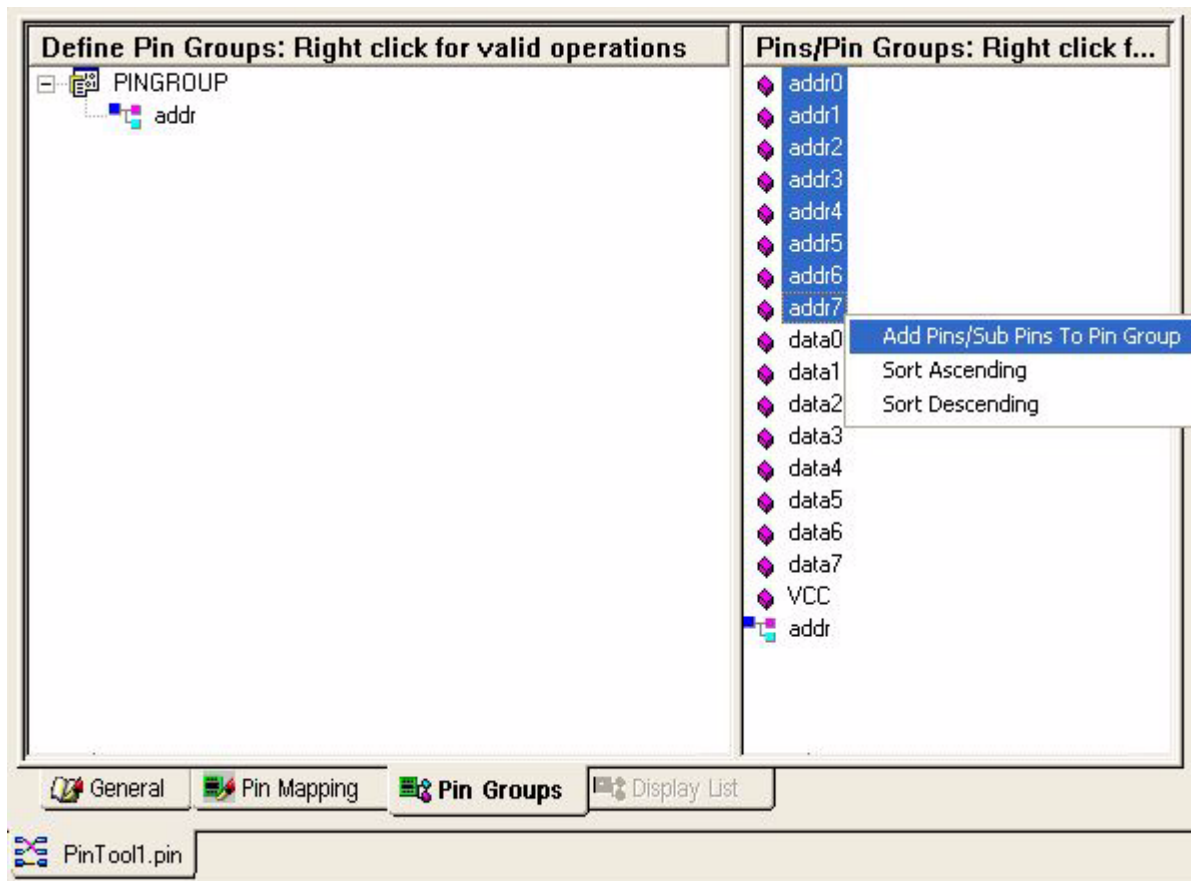 Define Pin Groups: Right click for valid operations
PINGROUP
addr
Pins/Pin Groups: Right click f...
addr0
addr1
addr2
addr3
addr4
addr5
addr6
addr7
data0
data1
data2
data3
data4
data5
data6
data7
VCC
addr
Add Pins/Sub Pins To Pin Group
Sort Ascending
Sort Descending
General
Pin Mapping
Pin Groups
Display List
PinTool1.pin